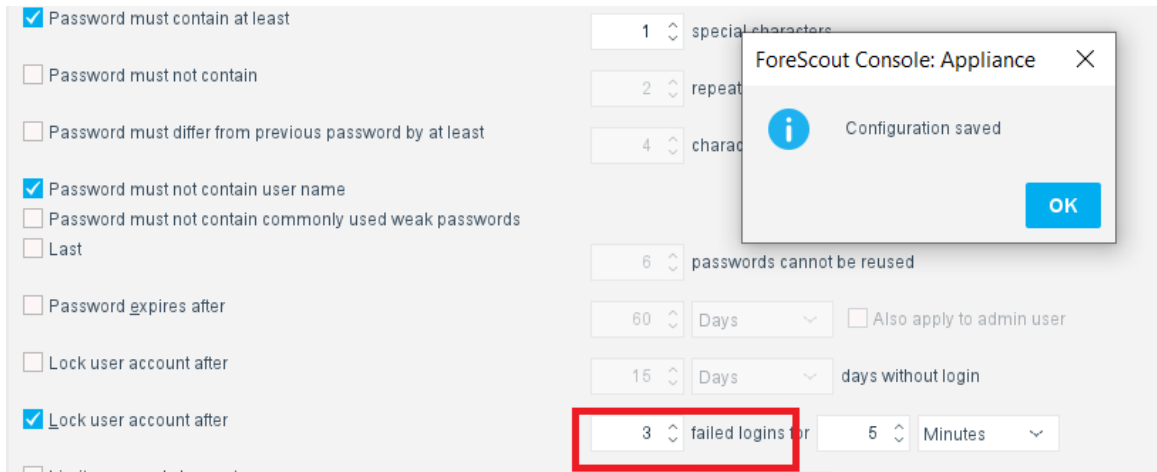 Password must contain at least
1 special characters
ForeScout Console: Appliance
Password must not contain
2 repeat
Configuration saved
Password must differ from previous password by at least
4 charac
Password must not contain user name
OK
Password must not contain commonly used weak passwords
Last
6 passwords cannot be reused
Password expires after
60 Days Also apply to admin user
Lock user account after
15 Days days without login
Lock user account after
3 failed logins for 5 Minutes